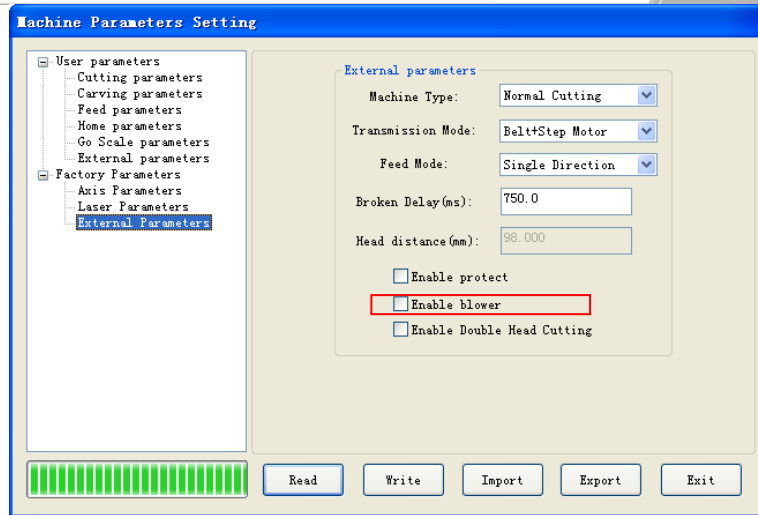 Machine Parameters Setting
User parameters
Cutting parameters
Carving parameters
Feed parameters
Home parameters
Go Scale parameters
External parameters
Factory Parameters
Axis Parameters
Laser Parameters
External Parameters
External parameters
Machine Type: Normal Cutting
Transmission Mode: Belt+Step Motor
Feed Mode: Single Direction
Broken Delay(ms): 750.0
Head distance(mm): 98.000
Enable protect
Enable blower
Enable Double Head Cutting
Read Write Import Export Exit